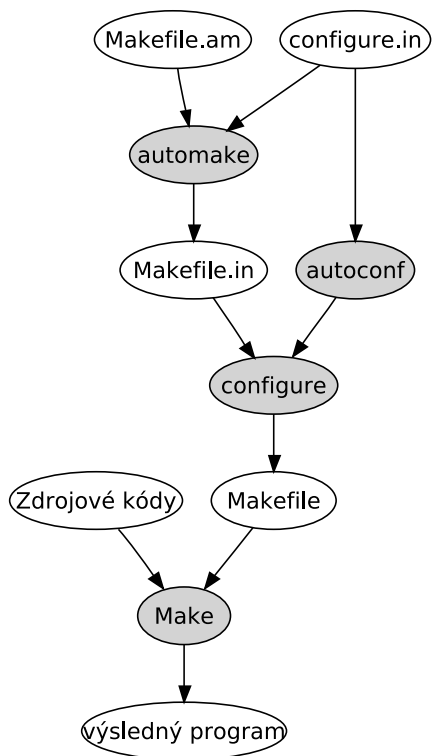 Makefile.am
configure.in
automake
Makefile.in
autoconf
configure
Zdrojové kódy
Makefile
Make
výsledný program